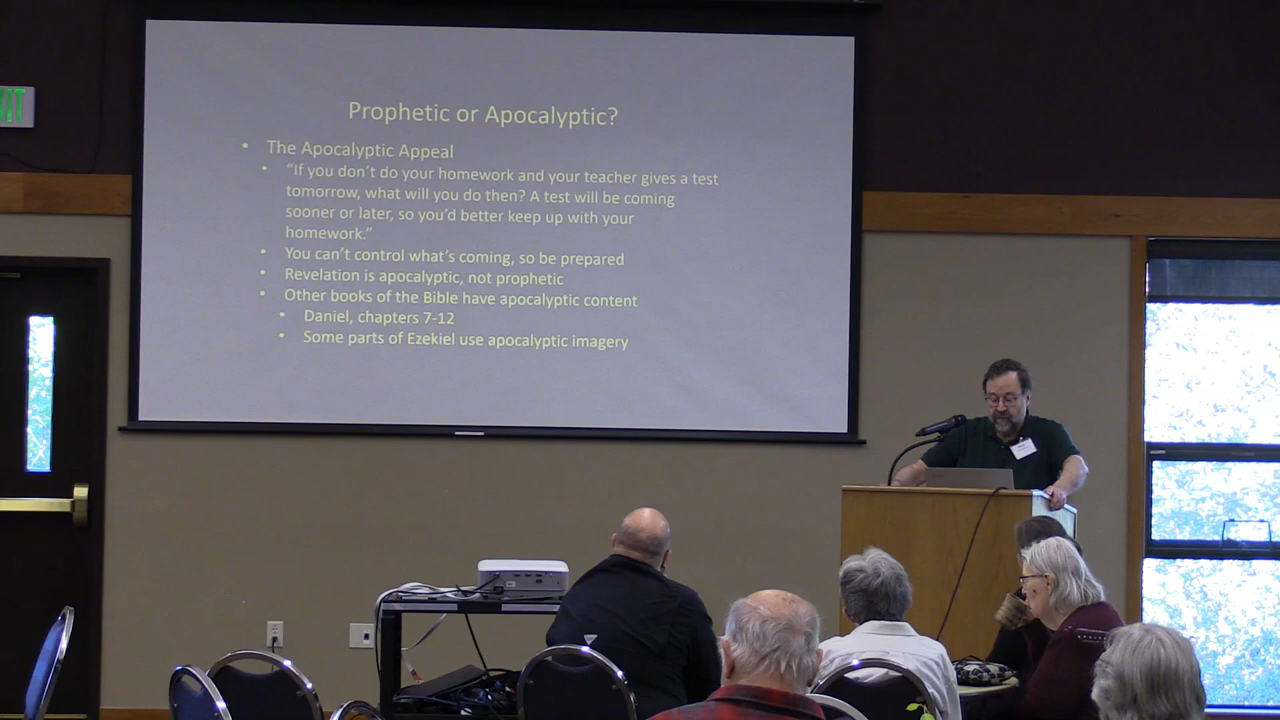 XIT
Prophetic or Apocalyptic?
• The Apocalyptic Appeal
• “If you don’t do your homework and your teacher gives a test
tomorrow, what will you do then? A test will be coming
sooner or later, so you’d better keep up with your
homework.”
• You can’t control what’s coming, so be prepared
• Revelation is apocalyptic, not prophetic
• Other books of the Bible have apocalyptic content
• Daniel, chapters 7-12
• Some parts of Ezekiel use apocalyptic imagery